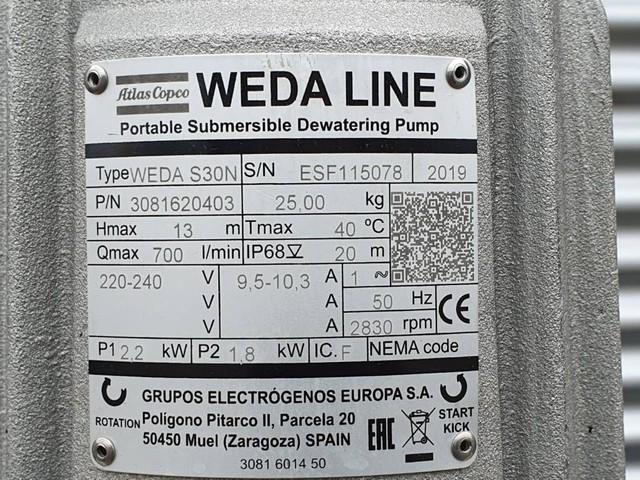 Atlas Copco WEDA LINE
Portable Submersible Dewatering Pump
Type WEDA S30N S/N ESF115078 2019
P/N 3081620403 25,00 kg
Hmax 13 m Tmax 40 ºC
Qmax 700 l/min IP68 20 m
220-240 V 9,5-10,3 A 1 ~
V A 50 Hz
V A 2830 rpm
CE
P1 2,2 kW P2 1,8 kW IC. F NEMA code
GRUPOS ELECTRÓGENOS EUROPA S.A.
Polígono Pitarco II, Parcela 20
50450 Muel (Zaragoza) SPAIN
ROTATION
EAC
START
KICK
3081 6014 50